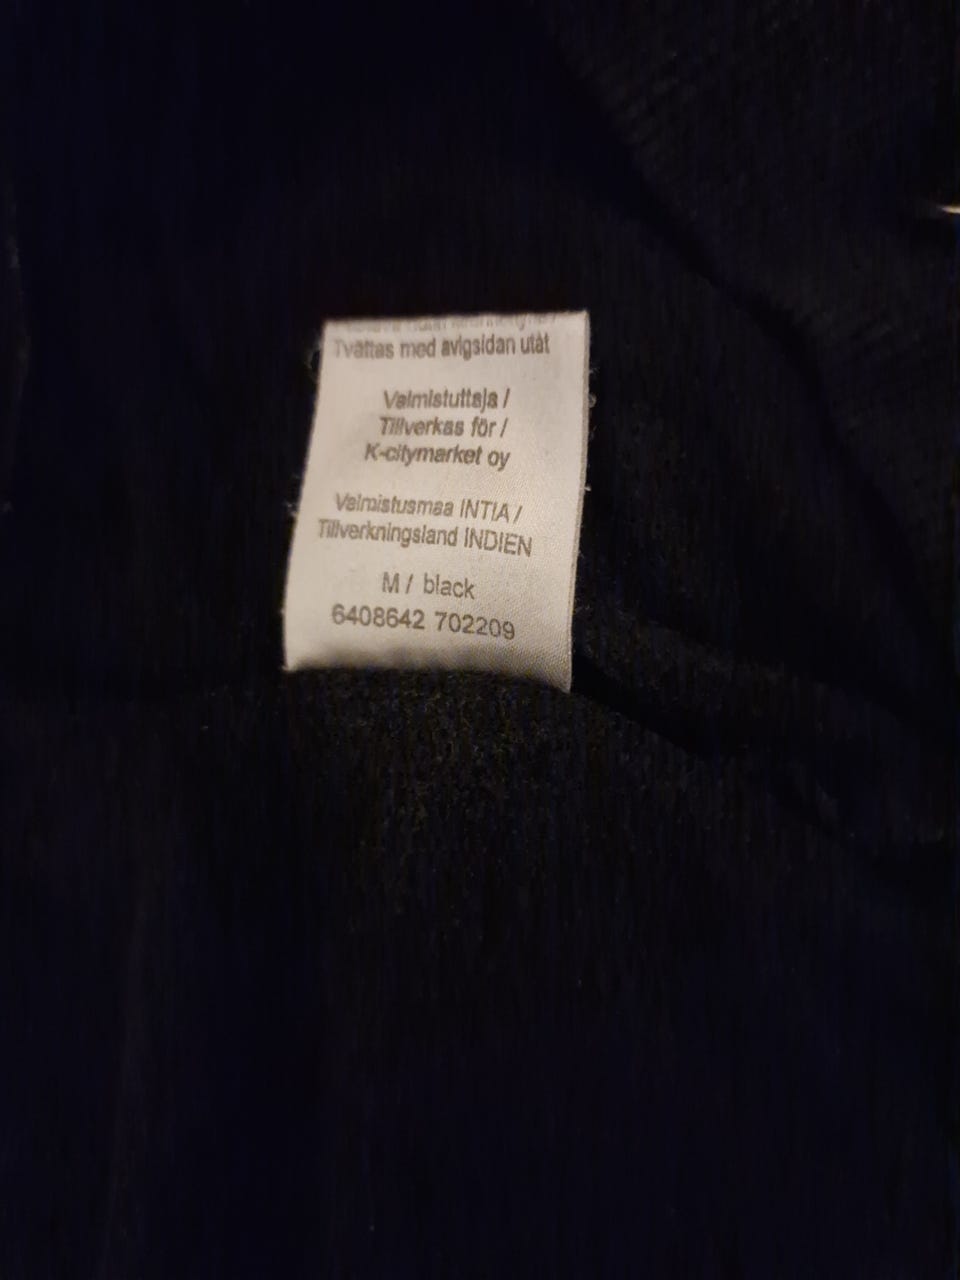 Tvättas med avigsidan utåt
Valmistuttaja /
Tillverkas för /
K-citymarket oy
Valmistusmaa INTIA /
Tillverkningsland INDIEN
M / black
6408642 702209